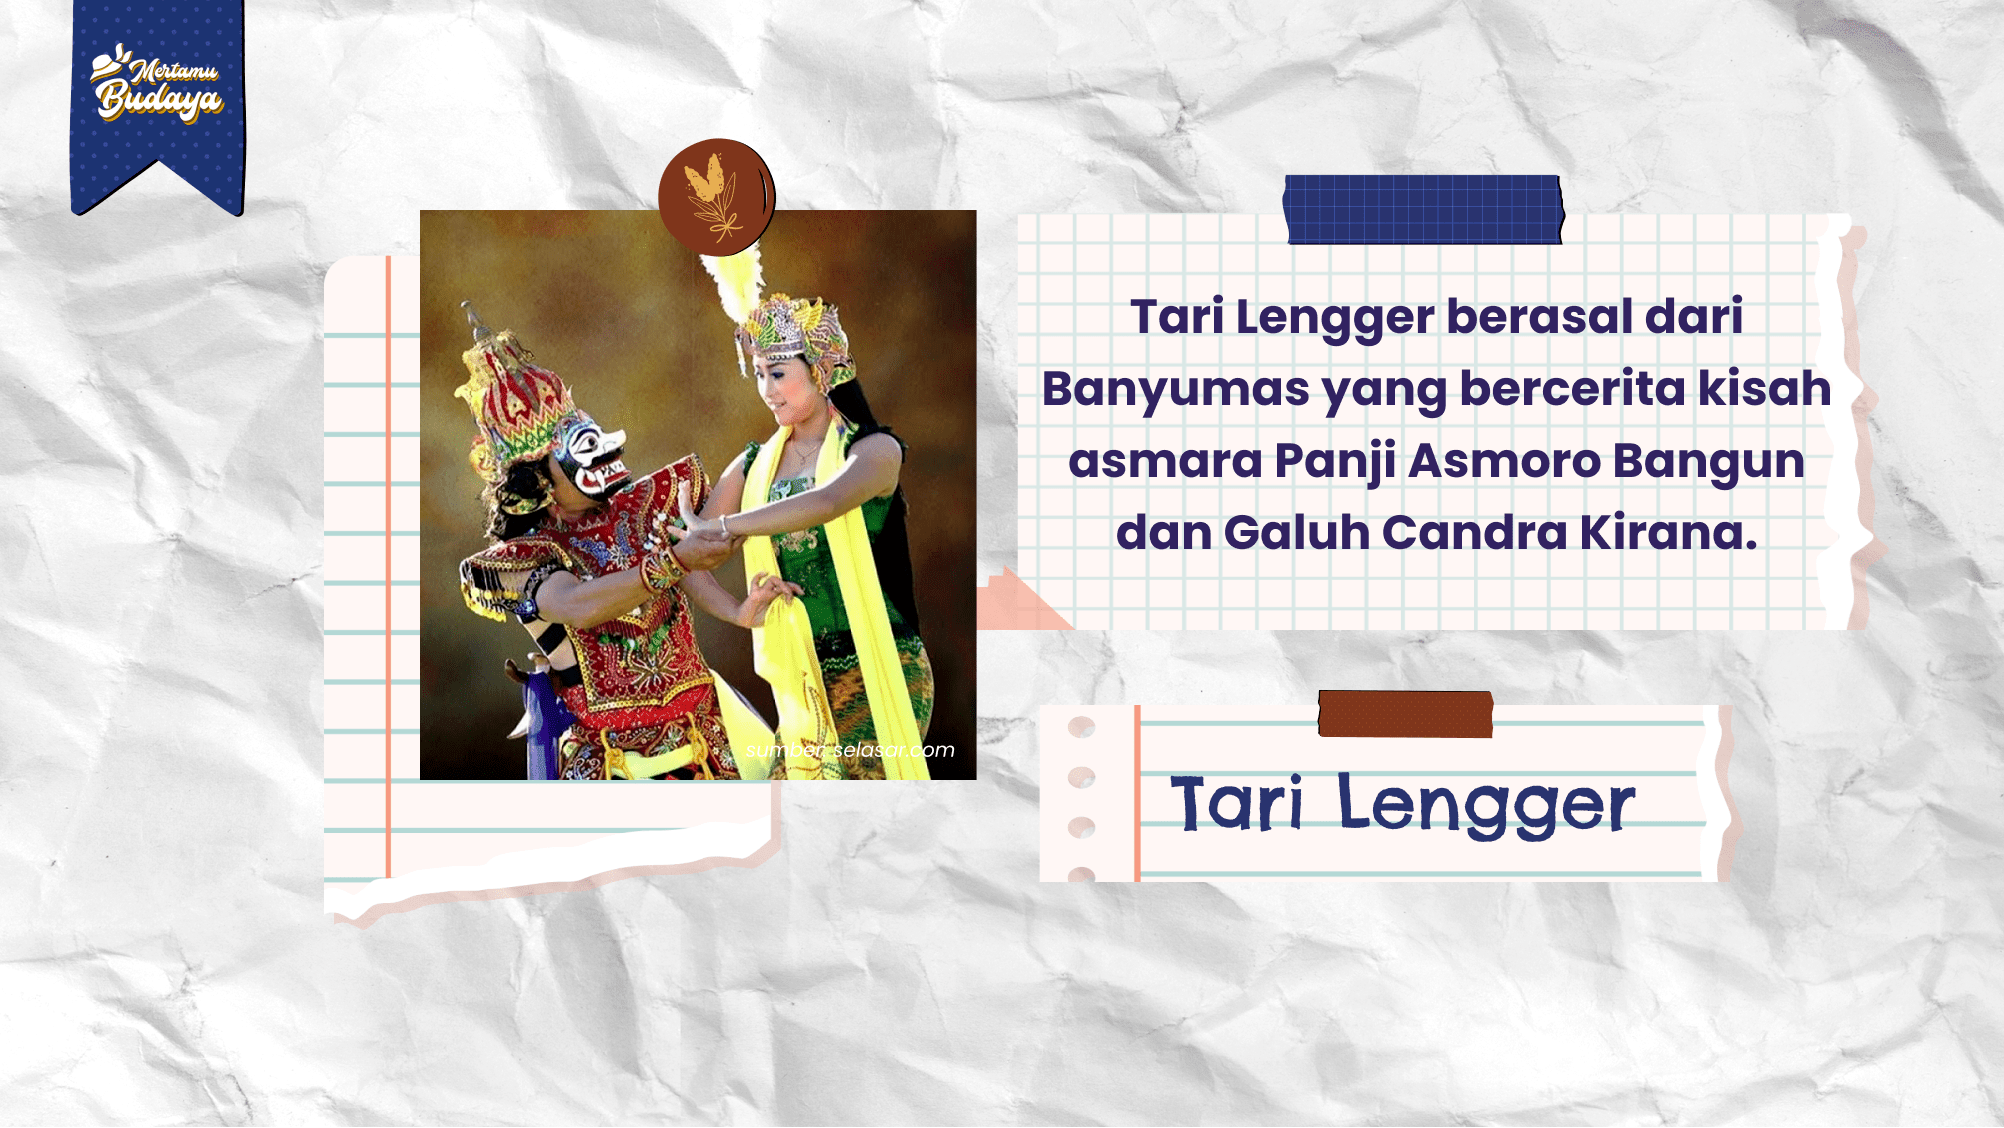 Mertamu
Budaya
Tari Lengger berasal dari
Banyumas yang bercerita kisah
asmara Panji Asmoro Bangun
dan Galuh Candra Kirana.
sumber: selasar.com
Tari Lengger